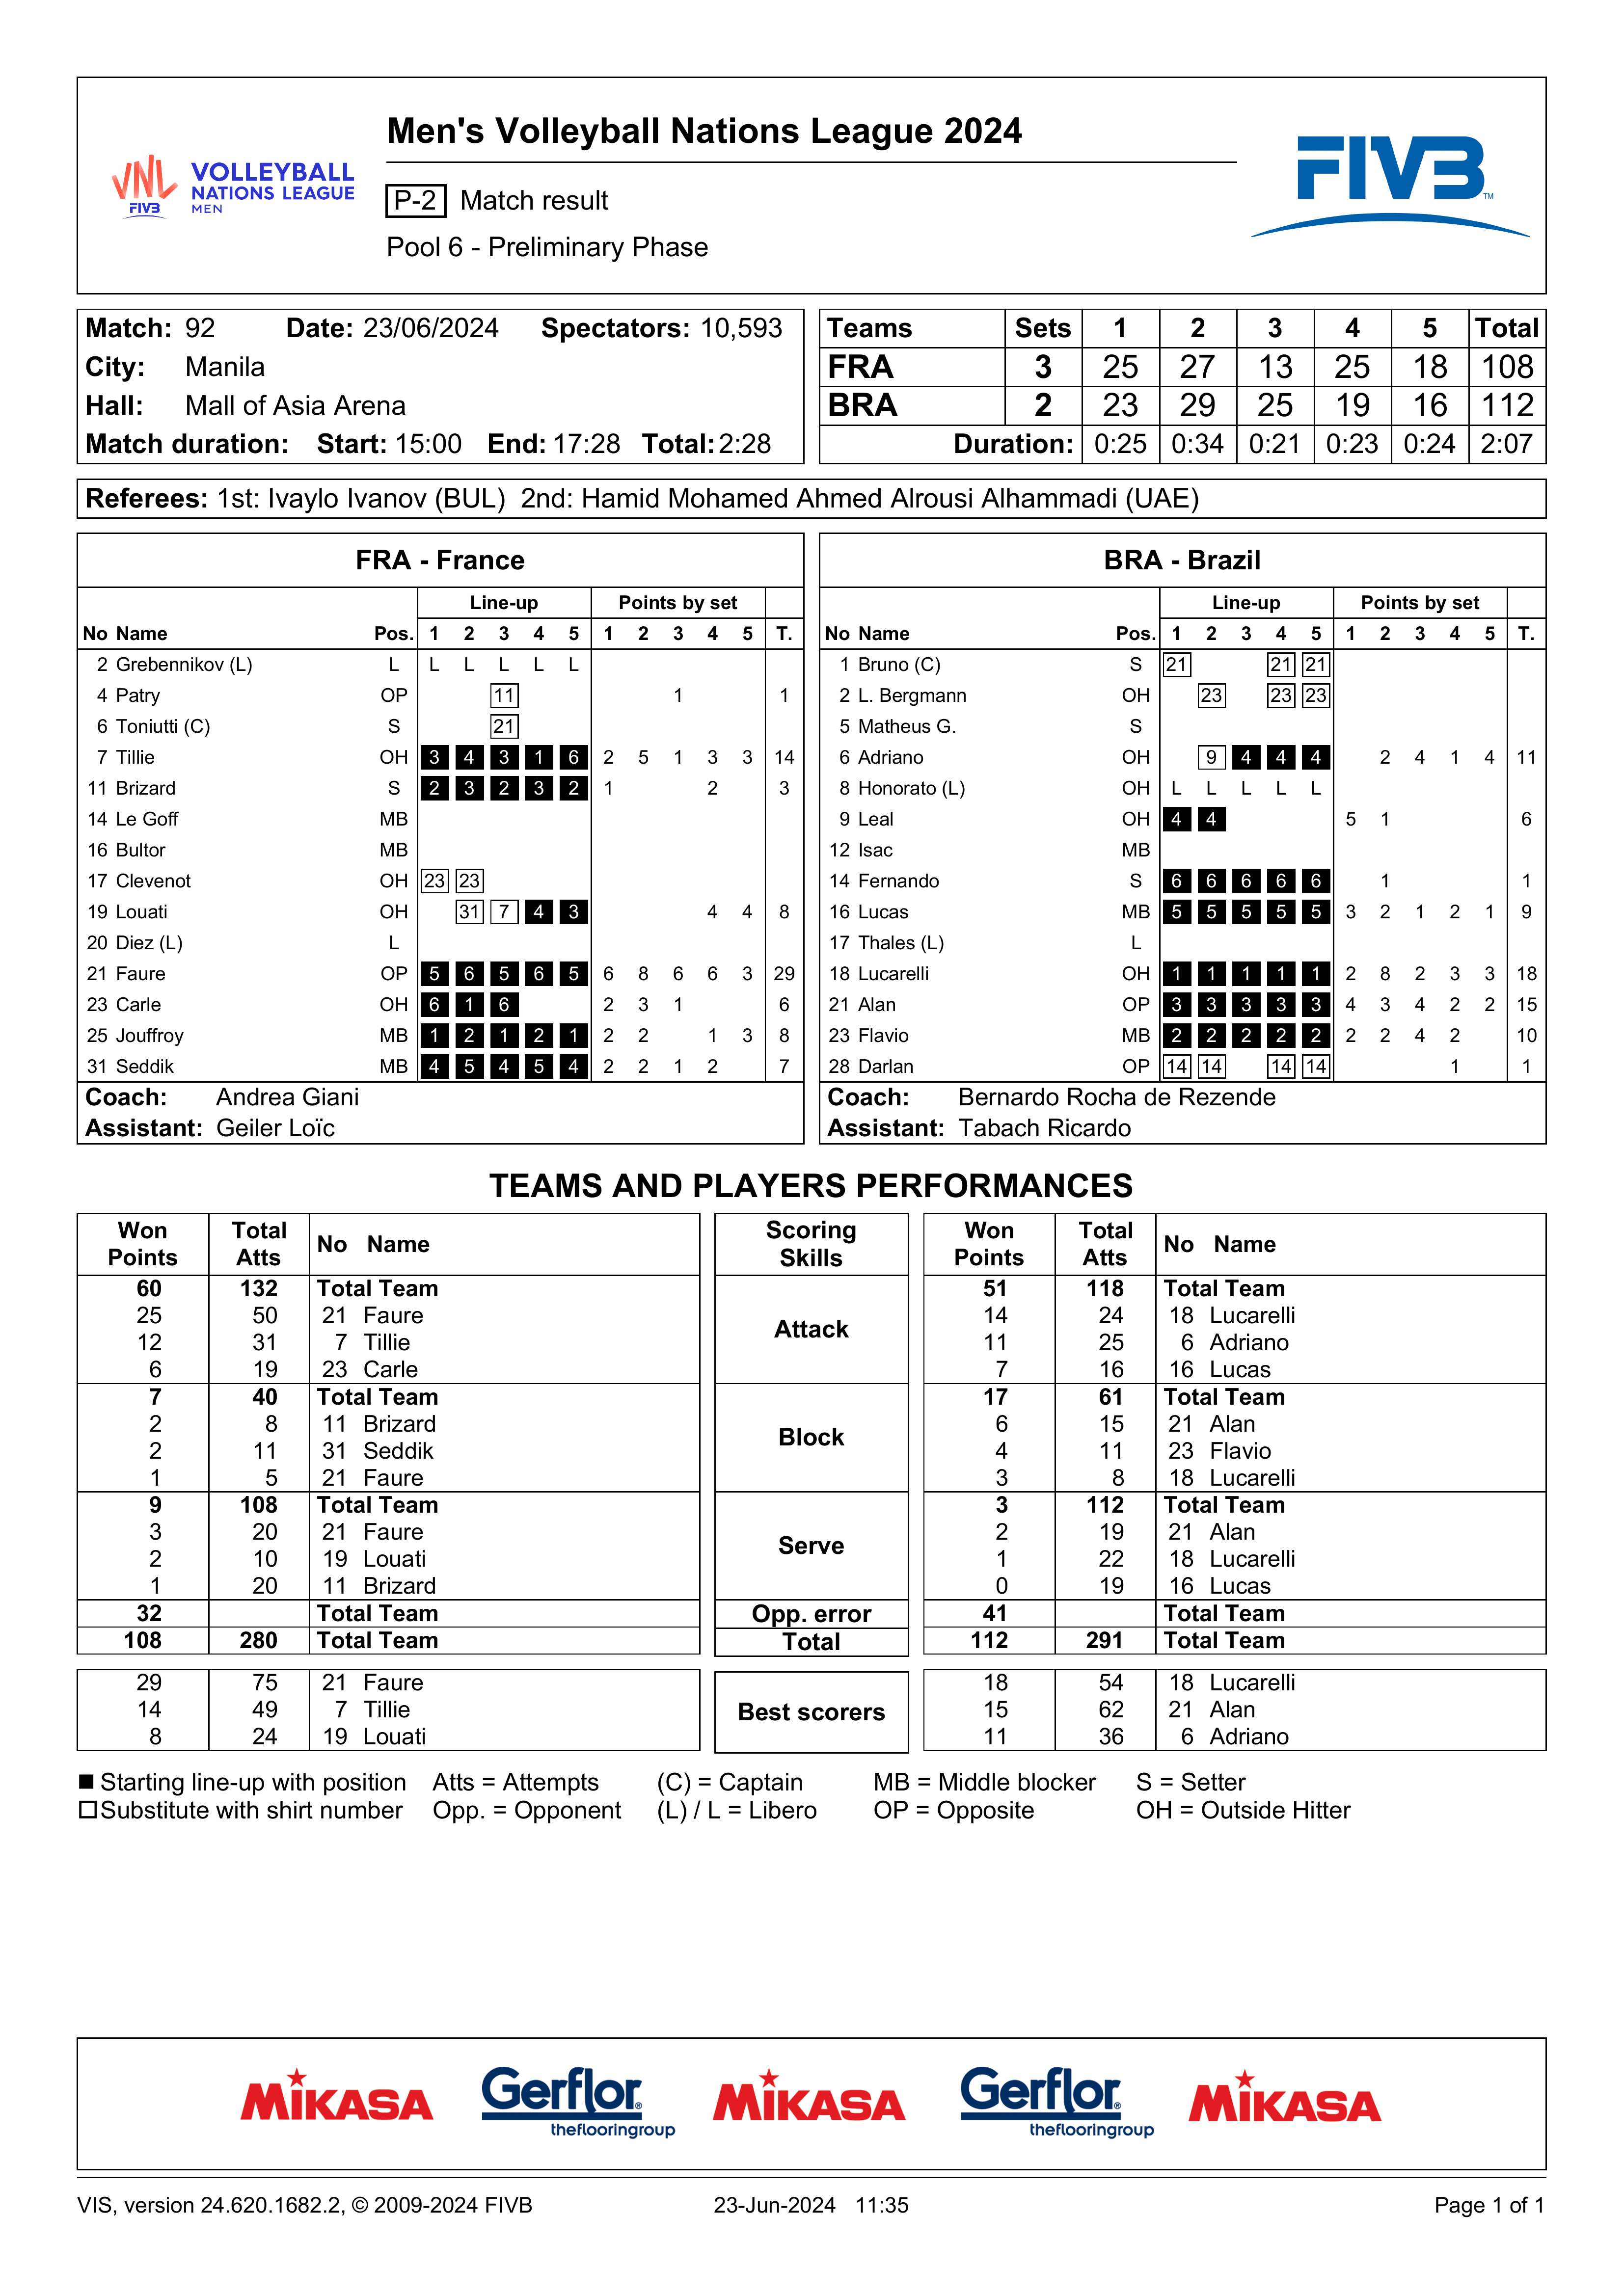 Men's Volleyball Nations League 2024
VNL FIVB VOLLEYBALL NATIONS LEAGUE MEN
P-2 Match result
FIVB TM
Pool 6 - Preliminary Phase
Match: 92 Date: 23/06/2024 Spectators: 10,593
City: Manila
Hall: Mall of Asia Arena
Match duration: Start: 15:00 End: 17:28 Total: 2:28
Teams Sets 1 2 3 4 5 Total
FRA 3 25 27 13 25 18 108
BRA 2 23 29 25 19 16 112
Duration: 0:25 0:34 0:21 0:23 0:24 2:07
Referees: 1st: Ivaylo Ivanov (BUL) 2nd: Hamid Mohamed Ahmed Alrousi Alhammadi (UAE)
FRA - France
Line-up Points by set
No Name Pos. 1 2 3 4 5 1 2 3 4 5 T.
2 Grebennikov (L) L L L L L L
4 Patry OP 11 1 1
6 Toniutti (C) S 21
7 Tillie OH 3 4 3 1 6 2 5 1 3 3 14
11 Brizard S 2 3 2 3 2 1 2 3
14 Le Goff MB
16 Bultor MB
17 Clevenot OH 23 23
19 Louati OH 31 7 4 3 4 4 8
20 Diez (L) L
21 Faure OP 5 6 5 6 5 6 8 6 6 3 29
23 Carle OH 6 1 6 2 3 1 6
25 Jouffroy MB 1 2 1 2 1 2 2 1 3 8
31 Seddik MB 4 5 4 5 4 2 2 1 2 7
Coach: Andrea Giani
Assistant: Geiler Loïc
BRA - Brazil
Line-up Points by set
No Name Pos. 1 2 3 4 5 1 2 3 4 5 T.
1 Bruno (C) S 21 21 21
2 L. Bergmann OH 23 23 23
5 Matheus G. S
6 Adriano OH 9 4 4 4 2 4 1 4 11
8 Honorato (L) OH L L L L L
9 Leal OH 4 4 5 1 6
12 Isac MB
14 Fernando S 6 6 6 6 6 1 1
16 Lucas MB 5 5 5 5 5 3 2 1 2 1 9
17 Thales (L) L
18 Lucarelli OH 1 1 1 1 1 2 8 2 3 3 18
21 Alan OP 3 3 3 3 3 4 3 4 2 2 15
23 Flavio MB 2 2 2 2 2 2 2 4 2 10
28 Darlan OP 14 14 14 14 1 1
Coach: Bernardo Rocha de Rezende
Assistant: Tabach Ricardo
TEAMS AND PLAYERS PERFORMANCES
Won Points Total Atts No Name Scoring Skills Won Points Total Atts No Name
60 132 Total Team Attack 51 118 Total Team
25 50 21 Faure 14 24 18 Lucarelli
12 31 7 Tillie 11 25 6 Adriano
6 19 23 Carle 7 16 16 Lucas
7 40 Total Team Block 17 61 Total Team
2 8 11 Brizard 6 15 21 Alan
2 11 31 Seddik 4 11 23 Flavio
1 5 21 Faure 3 8 18 Lucarelli
9 108 Total Team Serve 3 112 Total Team
3 20 21 Faure 2 19 21 Alan
2 10 19 Louati 1 22 18 Lucarelli
1 20 11 Brizard 0 19 16 Lucas
32 Total Team Opp. error 41 Total Team
108 280 Total Team Total 112 291 Total Team
29 75 21 Faure Best scorers 18 54 18 Lucarelli
14 49 7 Tillie 15 62 21 Alan
8 24 19 Louati 11 36 6 Adriano
Starting line-up with position Atts = Attempts (C) = Captain MB = Middle blocker S = Setter
Substitute with shirt number Opp. = Opponent (L) / L = Libero OP = Opposite OH = Outside Hitter
MIKASA Gerflor® theflooringgroup MIKASA Gerflor® theflooringgroup MIKASA
VIS, version 24.620.1682.2, © 2009-2024 FIVB 23-Jun-2024 11:35 Page 1 of 1